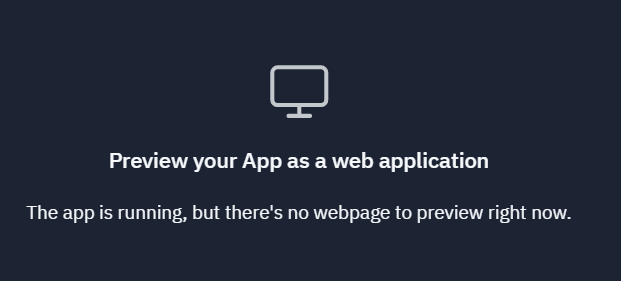 Preview your App as a web application
The app is running, but there's no webpage to preview right now.